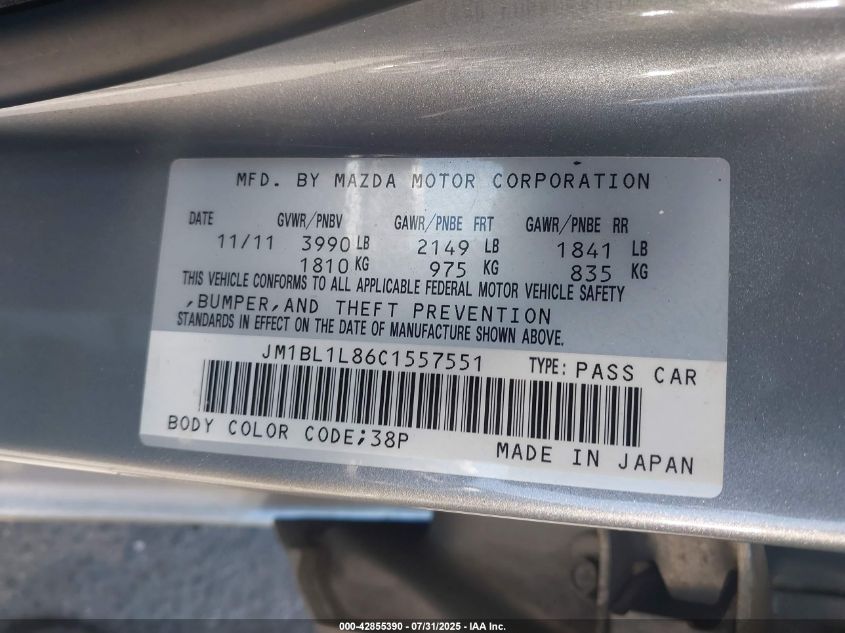 MFD. BY MAZDA MOTOR CORPORATION
DATE GVWR/PNBV GAWR/PNBE FRT GAWR/PNBE RR
11/11 3990 LB 2149 LB 1841 LB
1810 KG 975 KG 835 KG
THIS VEHICLE CONFORMS TO ALL APPLICABLE FEDERAL MOTOR VEHICLE SAFETY
,BUMPER,AND THEFT PREVENTION
STANDARDS IN EFFECT ON THE DATE OF MANUFACTURE SHOWN ABOVE.
JM1BL1L86C1557551 TYPE: PASS CAR
BODY COLOR CODE;38P MADE IN JAPAN
000-42855390 - 07/31/2025 - IAA Inc.